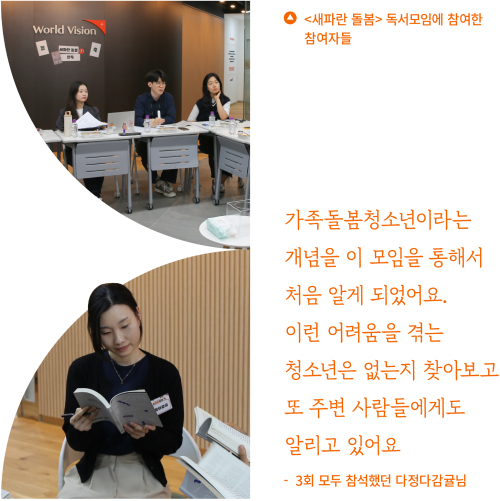 World Vision
<새파란 돌봄> 독서모임에 참여한
참여자들
가족돌봄청소년이라는
개념을 이 모임을 통해서
처음 알게 되었어요.
이런 어려움을 겪는
청소년은 없는지 찾아보고
또 주변 사람들에게도
알리고 있어요
- 3회 모두 참석했던 다정다감귤님